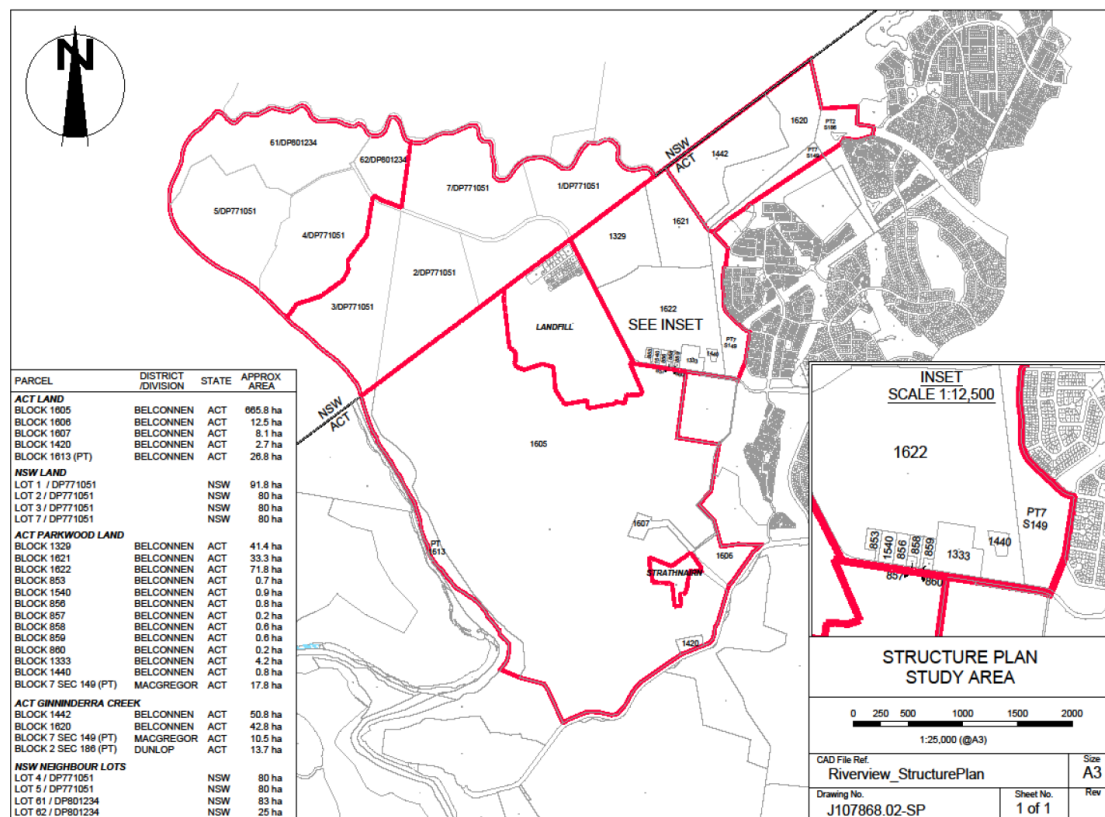 N
61/DP801234
62/DP801234
7/DP771051
1/DP771051
5/DP771051
4/DP771051
3/DP771051
2/DP771051
NSW
ACT
1620
PT2
S186
PT7
S149
1442
1621
1329
1622
SEE INSET
LANDFILL
PT7
S149
853
1540
856
858
859
1333
1440
1605
1607
1606
STRATHNAIRN
1420
PT
1613
NSW
ACT
PARCEL DISTRICT /DIVISION STATE APPROX AREA
ACT LAND
BLOCK 1605 BELCONNEN ACT 665.8 ha
BLOCK 1606 BELCONNEN ACT 12.5 ha
BLOCK 1607 BELCONNEN ACT 8.1 ha
BLOCK 1420 BELCONNEN ACT 2.7 ha
BLOCK 1613 (PT) BELCONNEN ACT 26.8 ha
NSW LAND
LOT 1 / DP771051 NSW 91.8 ha
LOT 2 / DP771051 NSW 80 ha
LOT 3 / DP771051 NSW 80 ha
LOT 7 / DP771051 NSW 80 ha
ACT PARKWOOD LAND
BLOCK 1329 BELCONNEN ACT 41.4 ha
BLOCK 1621 BELCONNEN ACT 33.3 ha
BLOCK 1622 BELCONNEN ACT 71.8 ha
BLOCK 853 BELCONNEN ACT 0.7 ha
BLOCK 1540 BELCONNEN ACT 0.9 ha
BLOCK 856 BELCONNEN ACT 0.8 ha
BLOCK 857 BELCONNEN ACT 0.2 ha
BLOCK 858 BELCONNEN ACT 0.6 ha
BLOCK 859 BELCONNEN ACT 0.6 ha
BLOCK 860 BELCONNEN ACT 0.2 ha
BLOCK 1333 BELCONNEN ACT 4.2 ha
BLOCK 1440 BELCONNEN ACT 0.8 ha
BLOCK 7 SEC 149 (PT) MACGREGOR ACT 17.8 ha
ACT GINNINDERRA CREEK
BLOCK 1442 BELCONNEN ACT 50.8 ha
BLOCK 1620 BELCONNEN ACT 42.8 ha
BLOCK 7 SEC 149 (PT) MACGREGOR ACT 10.5 ha
BLOCK 2 SEC 186 (PT) DUNLOP ACT 13.7 ha
NSW NEIGHBOUR LOTS
LOT 4 / DP771051 NSW 80 ha
LOT 5 / DP771051 NSW 80 ha
LOT 61 / DP801234 NSW 83 ha
LOT 62 / DP801234 NSW 25 ha
INSET
SCALE 1:12,500
1622
PT7
S149
853
1540
856
858
859
1333
1440
857
860
STRUCTURE PLAN
STUDY AREA
0 250 500 1000 1500 2000
1:25,000 (@A3)
CAD File Ref.
Riverview_StructurePlan
Size
A3
Drawing No.
J107868.02-SP
Sheet No.
1 of 1
Rev